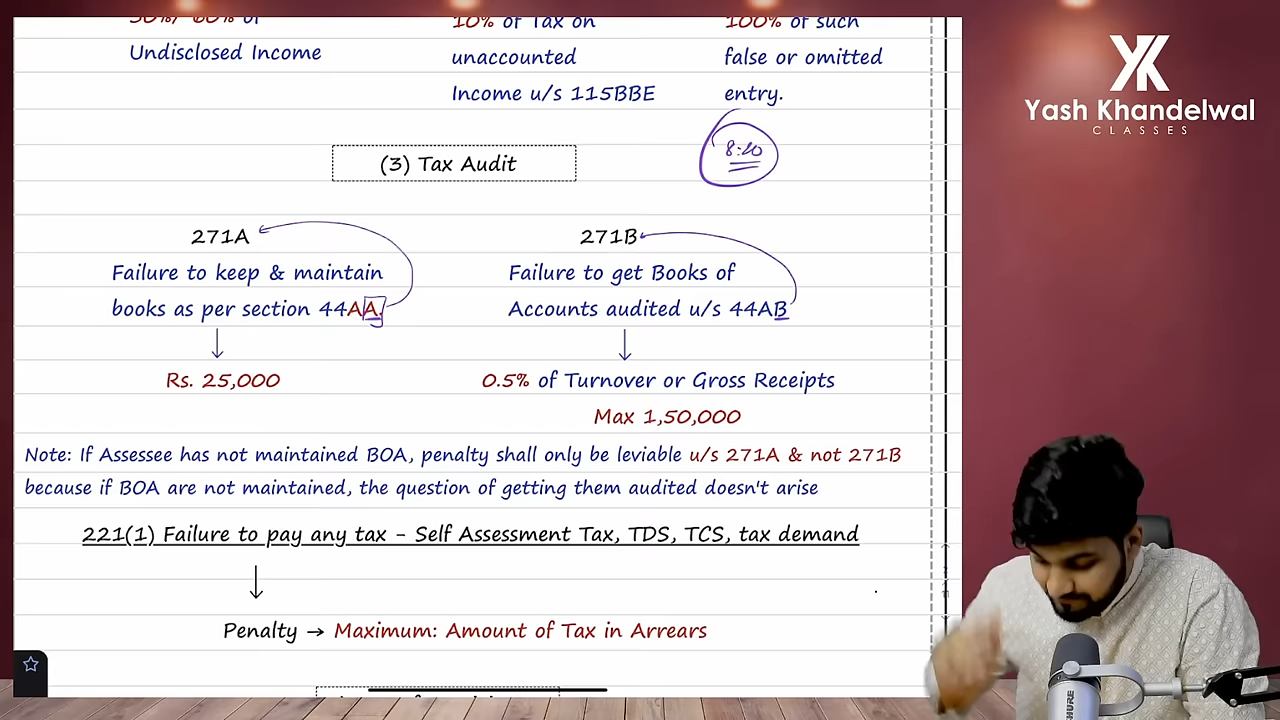 Undisclosed Income
10% of Tax on
unaccounted
Income u/s 115BBE
100% of such
false or omitted
entry.
8:20
(3) Tax Audit
271A
Failure to keep & maintain
books as per section 44AA.
Rs. 25,000
271B
Failure to get Books of
Accounts audited u/s 44AB
0.5% of Turnover or Gross Receipts
Max 1,50,000
Note: If Assessee has not maintained BOA, penalty shall only be leviable u/s 271A & not 271B
because if BOA are not maintained, the question of getting them audited doesn't arise
221(1) Failure to pay any tax - Self Assessment Tax, TDS, TCS, tax demand
Penalty → Maximum: Amount of Tax in Arrears
YK
Yash Khandelwal
CLASSES
SHURE